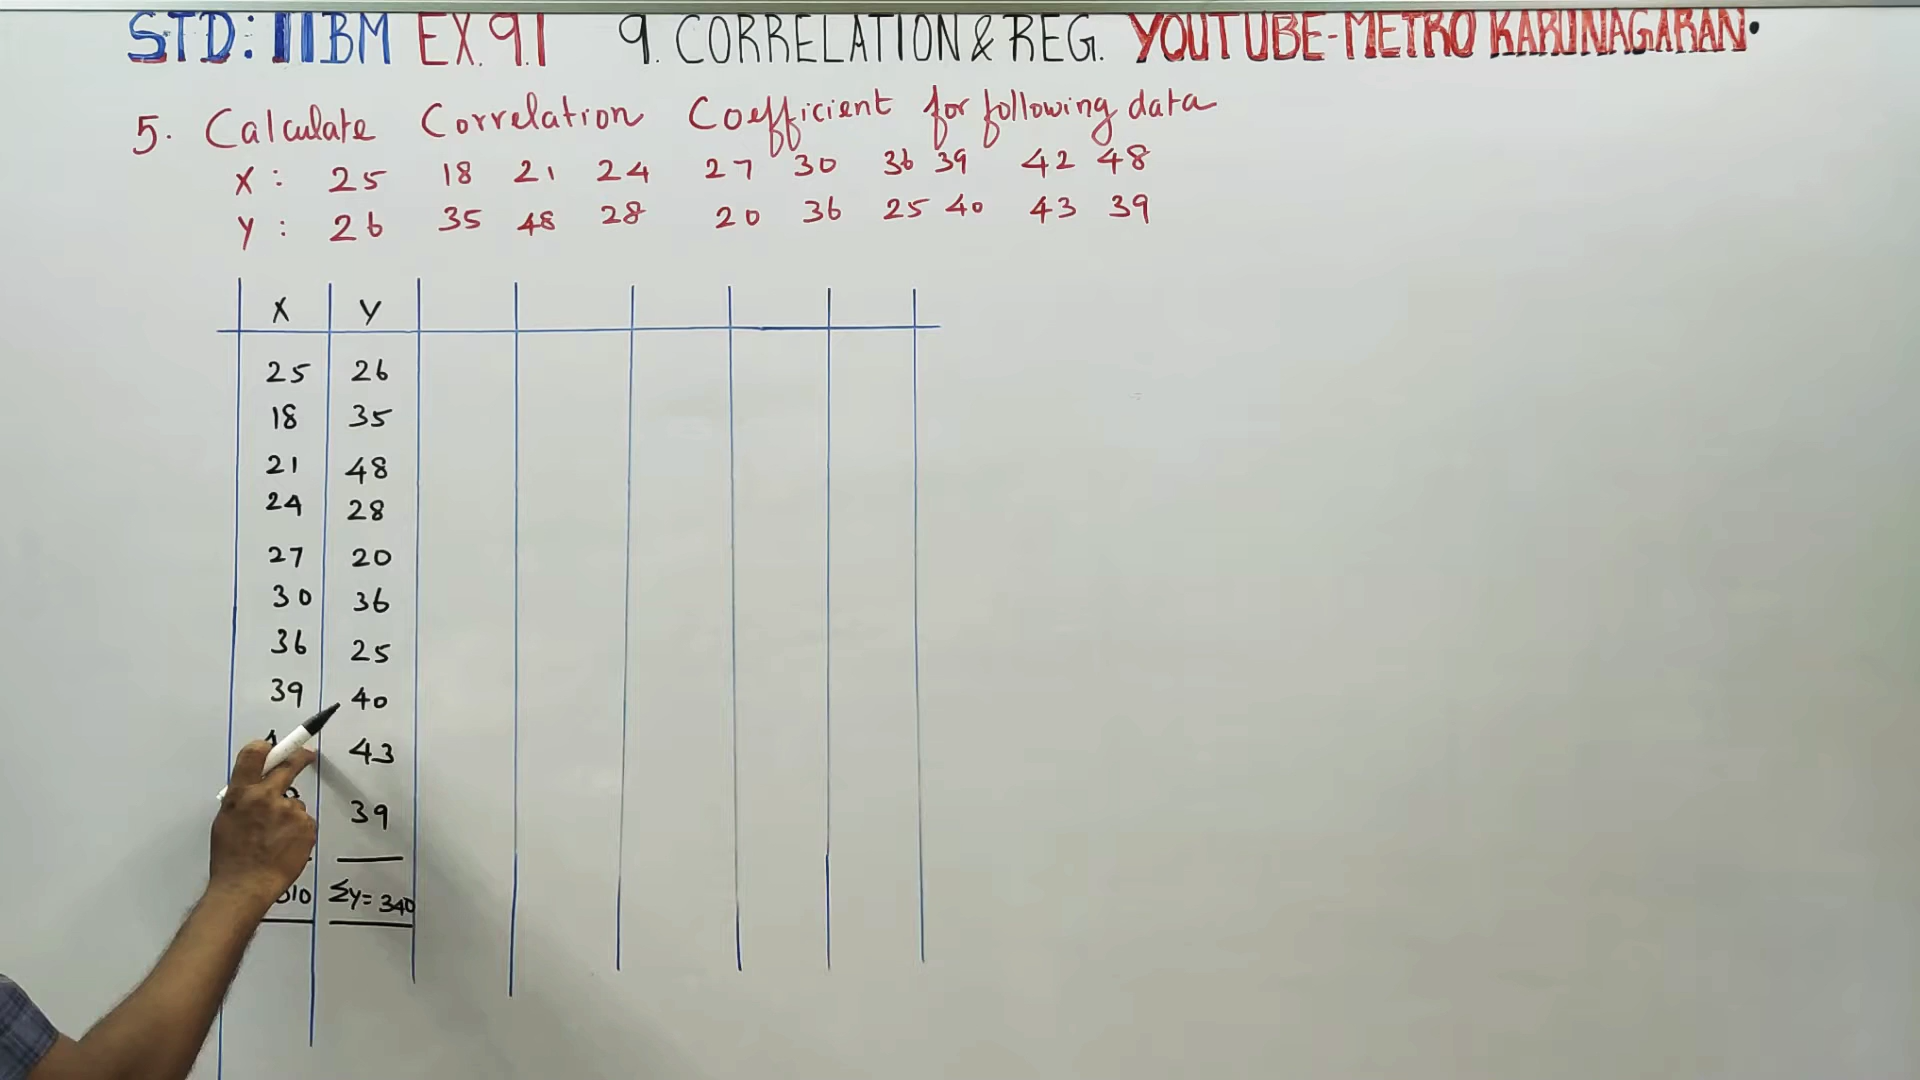 STD: 11 BM EX.9.1 9. CORRELATION & REG. YOUTUBE-METRO KARUNAGARAN.
5. Calculate Correlation Coefficient for following data
X : 25 18 21 24 27 30 36 39 42 48
Y : 26 35 48 28 20 36 25 40 43 39
X Y
25 26
18 35
21 48
24 28
27 20
30 36
36 25
39 40
43
39
310 Σy = 340